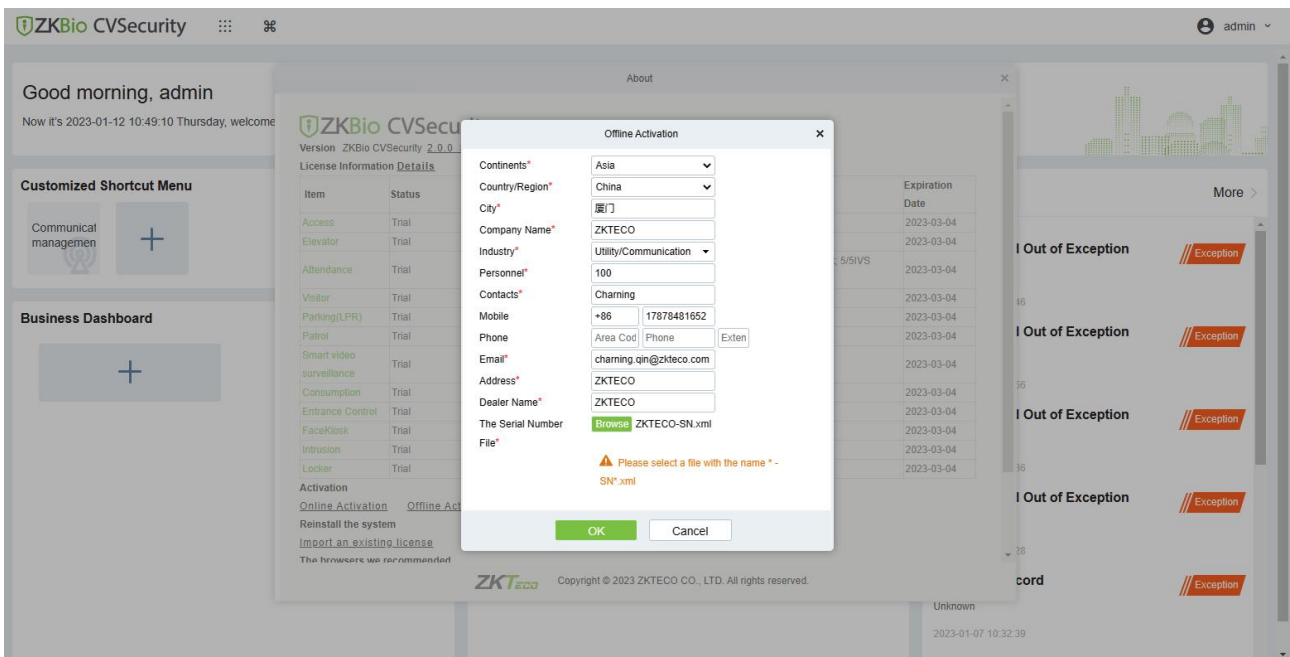 ZKBio CVSecurity
admin
Good morning, admin
Now it's 2023-01-12 10:49:10 Thursday, welcome
Customized Shortcut Menu
Communicat
managemen
Business Dashboard
About
ZKBio CVSecu
Version ZKBio CVSecurity 2.0.0
License Information Details
Item Status Expiration
Date
Access Trial 2023-03-04
Elevator Trial 2023-03-04
Attendance Trial 5/5IVS 2023-03-04
Visitor Trial 2023-03-04
Parking(LPR) Trial 2023-03-04
Patrol Trial 2023-03-04
Smart video
surveillance Trial 2023-03-04
Consumption Trial 2023-03-04
Entrance Control Trial 2023-03-04
FaceKiosk Trial 2023-03-04
Intrusion Trial 2023-03-04
Locker Trial 2023-03-04
Activation
Online Activation Offline Act
Reinstall the system
Import an existing license
The browsers we recommended
ZKTECO Copyright © 2023 ZKTECO CO., LTD. All rights reserved.
Offline Activation
Continents* Asia
Country/Region* China
City* 厦门
Company Name* ZKTECO
Industry* Utility/Communication
Personnel* 100
Contacts* Charning
Mobile +86 17878481652
Phone Area Cod Phone Exten
Email* charning.qin@zkteco.com
Address* ZKTECO
Dealer Name* ZKTECO
The Serial Number Browse ZKTECO-SN.xml
File*
Please select a file with the name * -
SN*.xml
OK Cancel
More
l Out of Exception Exception
46
l Out of Exception Exception
56
l Out of Exception Exception
36
l Out of Exception Exception
28
cord Exception
Unknown
2023-01-07 10:32:39